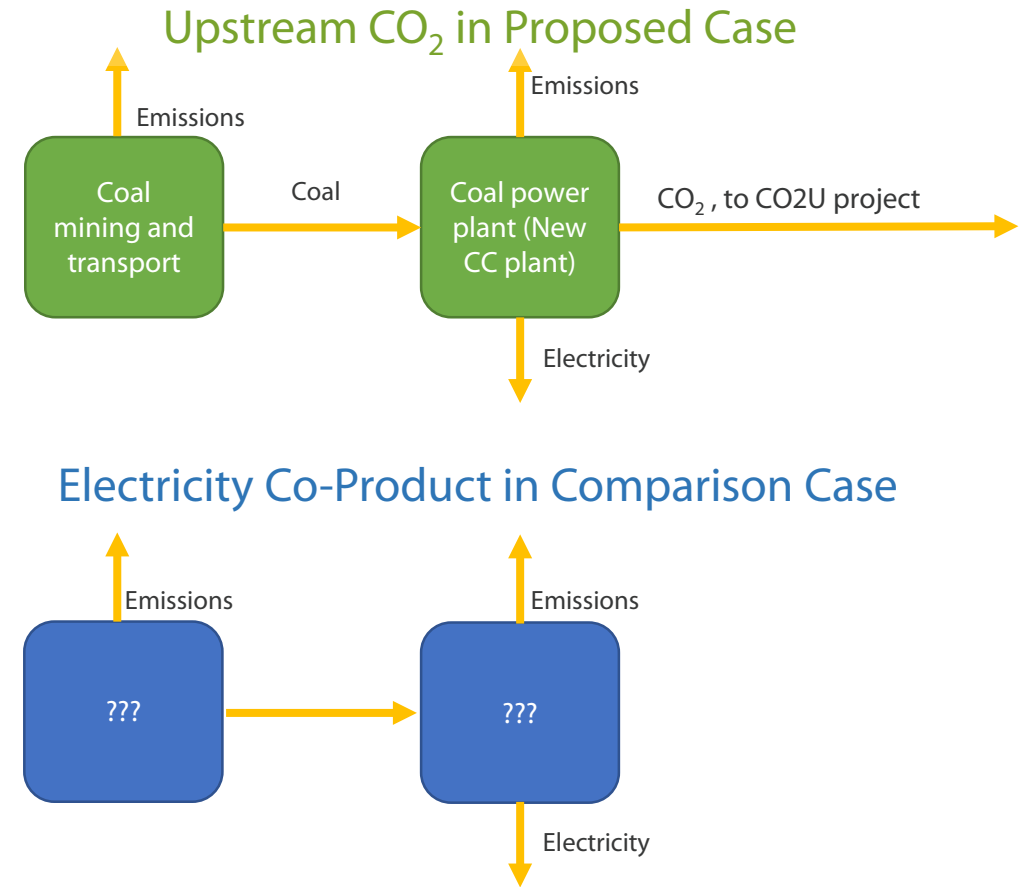 Upstream CO₂ in Proposed Case
Emissions
Emissions
Coal
mining and
transport
Coal
Coal power
plant (New
CC plant)
CO₂ , to CO2U project
Electricity
Electricity Co-Product in Comparison Case
Emissions
Emissions
???
???
Electricity